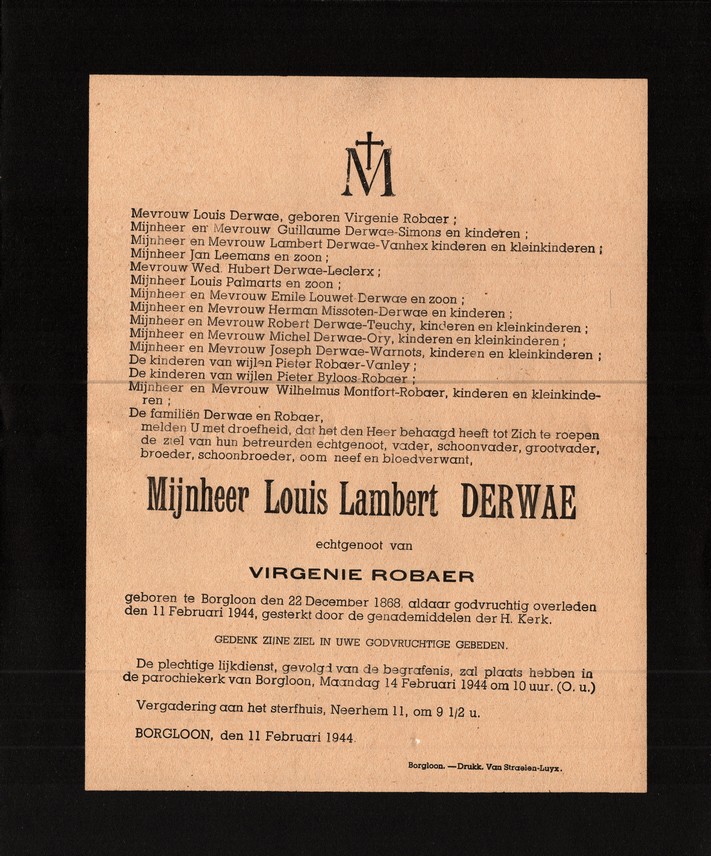 M
Mevrouw Louis Derwae, geboren Virgenie Robaer ;
Mijnheer en Mevrouw Guillaume Derwae-Simons en kinderen ;
Mijnheer en Mevrouw Lambert Derwae-Vanhex kinderen en kleinkinderen ;
Mijnheer Jan Leemans en zoon ;
Mevrouw Wed. Hubert Derwae-Leclerx ;
Mijnheer Louis Palmarts en zoon ;
Mijnheer en Mevrouw Emile Louwet-Derwae en zoon ;
Mijnheer en Mevrouw Herman Missoten-Derwae en kinderen ;
Mijnheer en Mevrouw Robert Derwae-Teuchy, kinderen en kleinkinderen ;
Mijnheer en Mevrouw Michel Derwae-Ory, kinderen en kleinkinderen ;
Mijnheer en Mevrouw Joseph Derwae-Warnots, kinderen en kleinkinderen ;
De kinderen van wijlen Pieter Robaer-Vanley ;
De kinderen van wijlen Pieter Byloos-Robaer ;
Mijnheer en Mevrouw Wilhelmus Montfort-Robaer, kinderen en kleinkinde-
ren ;
De familiën Derwae en Robaer,
melden U met droefheid, dat het den Heer behaagd heeft tot Zich te roepen
de ziel van hun betreurden echtgenoot, vader, schoonvader, grootvader,
broeder, schoonbroeder, oom neef en bloedverwant,
Mijnheer Louis Lambert DERWAE
echtgenoot van
VIRGENIE ROBAER
geboren te Borgloon den 22 December 1868, aldaar godvruchtig overleden
den 11 Februari 1944, gesterkt door de genademiddelen der H. Kerk.
GEDENK ZIJNE ZIEL IN UWE GODVRUCHTIGE GEBEDEN.
De plechtige lijkdienst, gevolgd van de begrafenis, zal plaats hebben in
de parochiekerk van Borgloon, Maandag 14 Februari 1944 om 10 uur. (O. u.)
Vergadering aan het sterfhuis, Neerhem 11, om 9 1/2 u.
BORGLOON, den 11 Februari 1944.
Borgloon. —Drukk. Van Straelen-Luyx.